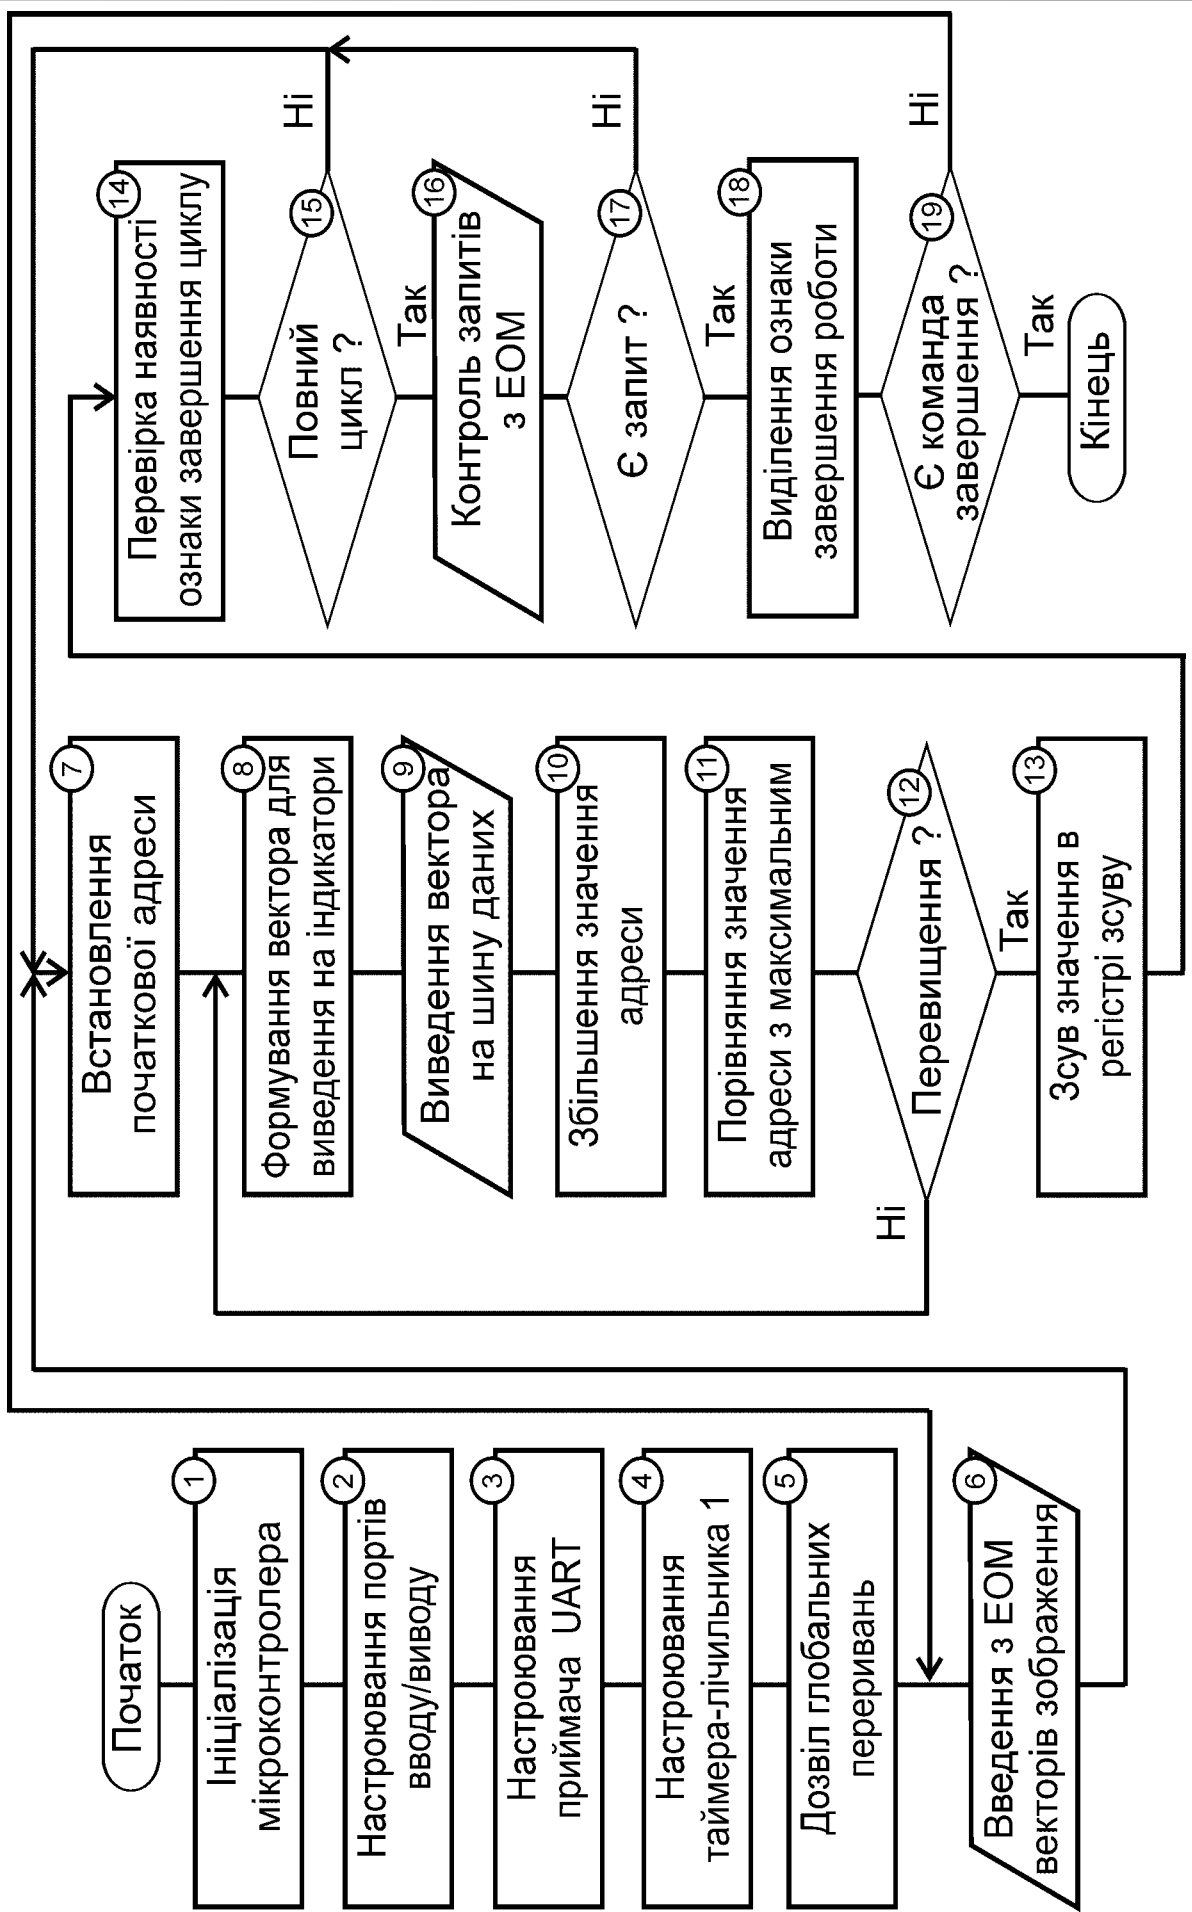 Початок
1
Ініціалізація
мікроконтролера
2
Настроювання портів
вводу/виводу
3
Настроювання
приймача UART
4
Настроювання
таймера-лічильника 1
5
Дозвіл глобальних
переривань
6
Введення з ЕОМ
векторів зображення
7
Встановлення
початкової адреси
8
Формування вектора для
виведення на індикатори
9
Виведення вектора
на шину даних
10
Збільшення значення
адреси
11
Порівняння значення
адреси з максимальним
12
Перевищення ?
Ні
Так
13
Зсув значення в
регістрі зсуву
14
Перевірка наявності
ознаки завершення циклу
15
Повний
цикл ?
Ні
Так
16
Контроль запитів
з ЕОМ
17
Є запит ?
Ні
Так
18
Виділення ознаки
завершення роботи
19
Є команда
завершення ?
Ні
Так
Кінець